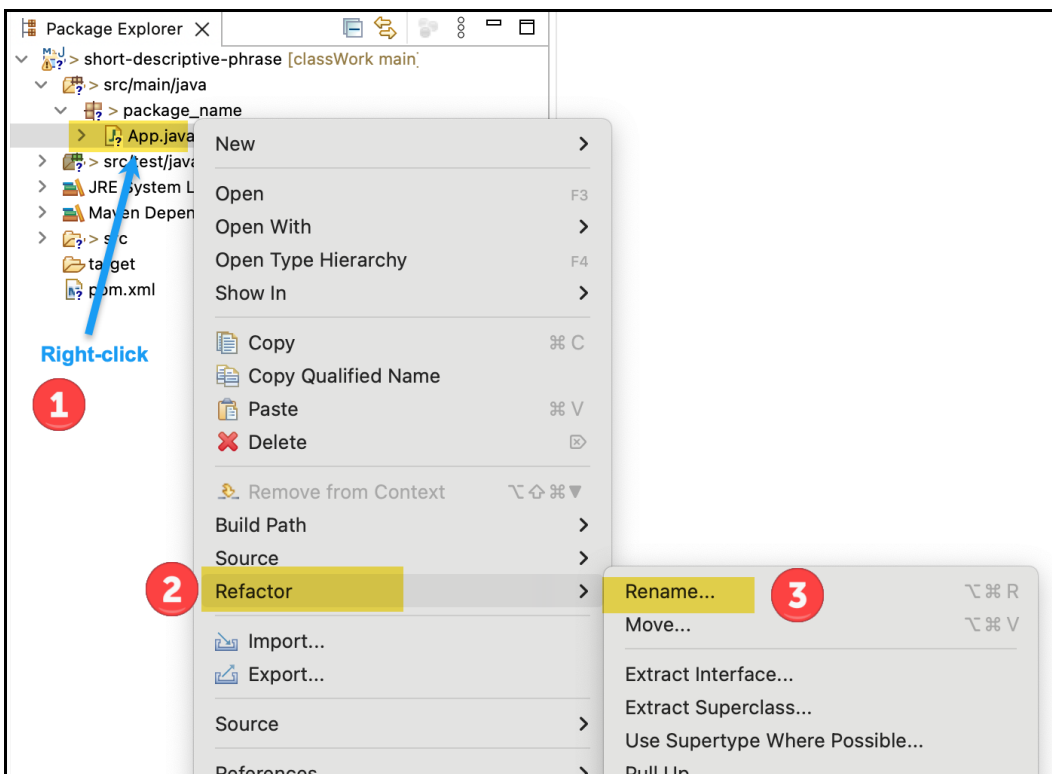 Package Explorer
> short-descriptive-phrase [classWork main]
> src/main/java
> package_name
App.java
> src/test/java
JRE System L
Maven Depen
> src
target
pom.xml
Right-click
1
New
Open F3
Open With
Open Type Hierarchy F4
Show In
Copy ⌘ C
Copy Qualified Name
Paste ⌘ V
Delete ⌦
Remove from Context ⌥⇧⌘▼
Build Path
Source
2 Refactor
Import...
Export...
Source
References
Rename... 3 ⌥⌘ R
Move... ⌥⌘ V
Extract Interface...
Extract Superclass...
Use Supertype Where Possible...
Pull Up